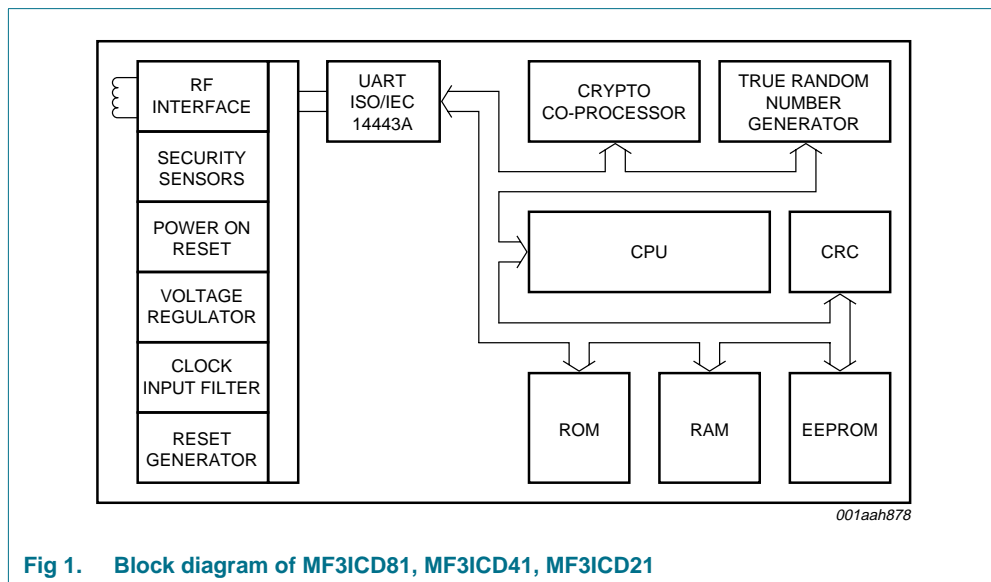 RF
INTERFACE
SECURITY
SENSORS
POWER ON
RESET
VOLTAGE
REGULATOR
CLOCK
INPUT FILTER
RESET
GENERATOR
UART
ISO/IEC
14443A
CRYPTO
CO-PROCESSOR
TRUE RANDOM
NUMBER
GENERATOR
CPU
CRC
ROM
RAM
EEPROM
001aah878
Fig 1. Block diagram of MF3ICD81, MF3ICD41, MF3ICD21